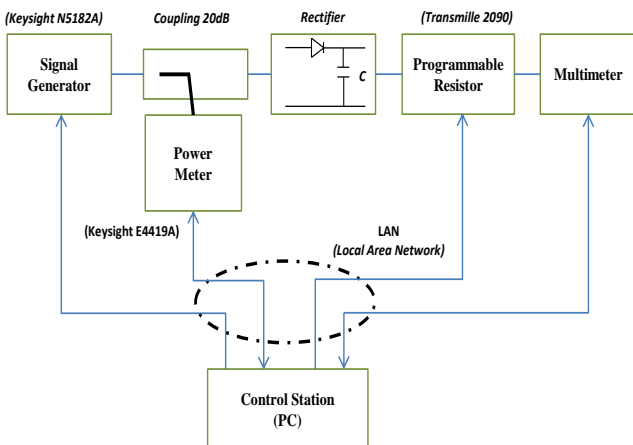 (Keysight N5182A)
Coupling 20dB
Rectifier
(Transmille 2090)
Signal
Generator
C
Programmable
Resistor
Multimeter
Power
Meter
(Keysight E4419A)
LAN
(Local Area Network)
Control Station
(PC)